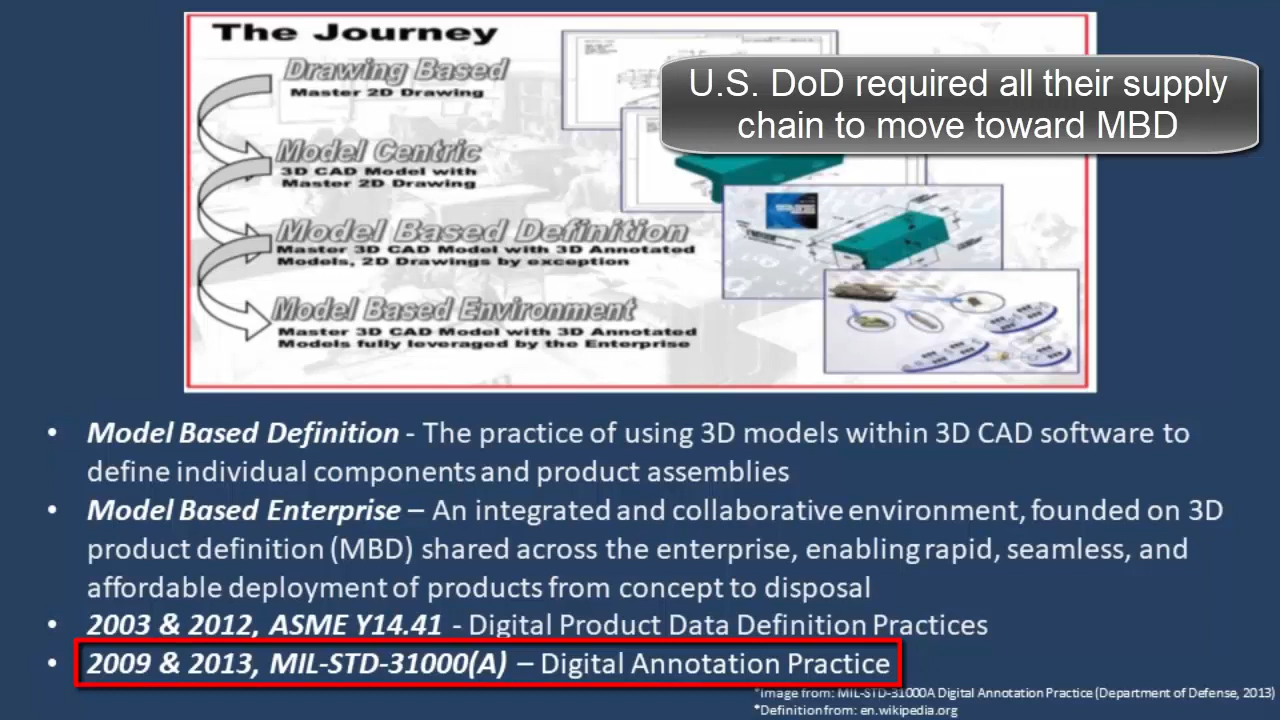 The Journey
Drawing Based
Master 2D Drawing
Model Centric
3D CAD Model with
Master 2D Drawing
Model Based Definition
Master 3D CAD Model with 3D Annotated
Models, 2D Drawings by exception
Model Based Environment
Master 3D CAD Model with 3D Annotated
Models fully leveraged by the Enterprise
U.S. DoD required all their supply
chain to move toward MBD
• Model Based Definition - The practice of using 3D models within 3D CAD software to
define individual components and product assemblies
• Model Based Enterprise – An integrated and collaborative environment, founded on 3D
product definition (MBD) shared across the enterprise, enabling rapid, seamless, and
affordable deployment of products from concept to disposal
• 2003 & 2012, ASME Y14.41 - Digital Product Data Definition Practices
• 2009 & 2013, MIL-STD-31000(A) – Digital Annotation Practice
*Image from: MIL-STD-31000A Digital Annotation Practice (Department of Defense, 2013)
*Definition from: en.wikipedia.org